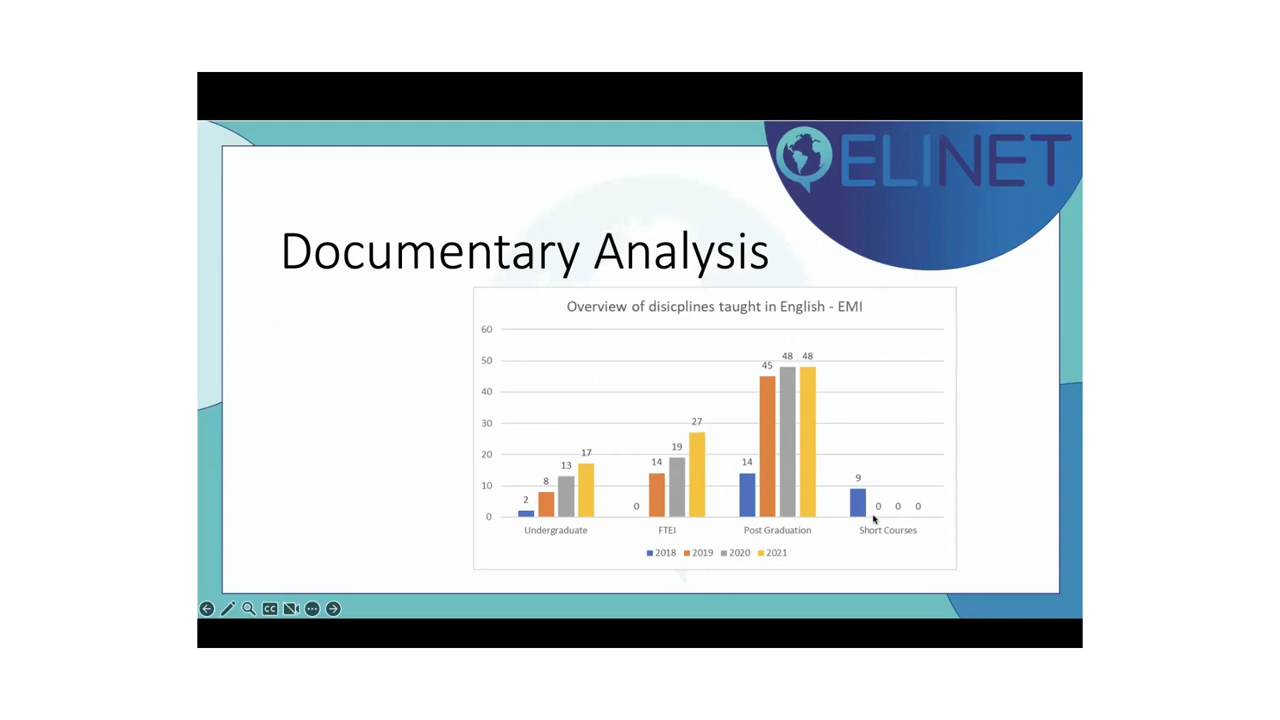 ELINET
Documentary Analysis
Overview of disicplines taught in English - EMI
60
50
40
30
20
10
0
2 8 13 17
0 14 19 27
14 45 48 48
9 0 0 0
Undergraduate FTEI Post Graduation Short Courses
2018 2019 2020 2021
CC